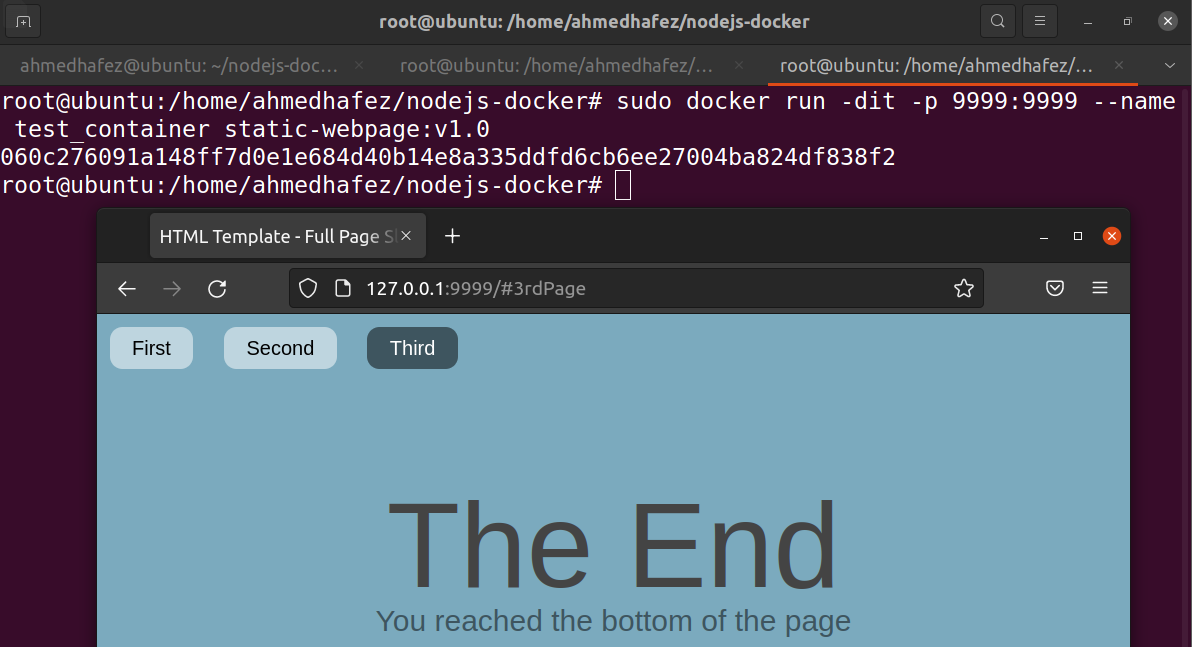 root@ubuntu: /home/ahmedhafez/nodejs-docker
ahmedhafez@ubuntu: ~/nodejs-doc...
root@ubuntu: /home/ahmedhafez/...
root@ubuntu: /home/ahmedhafez/...
root@ubuntu:/home/ahmedhafez/nodejs-docker# sudo docker run -dit -p 9999:9999 --name
test_container static-webpage:v1.0
060c276091a148ff7d0e1e684d40b14e8a335ddfd6cb6ee27004ba824df838f2
root@ubuntu:/home/ahmedhafez/nodejs-docker#
HTML Template - Full Page Sl
127.0.0.1:9999/#3rdPage
First
Second
Third
The End
You reached the bottom of the page